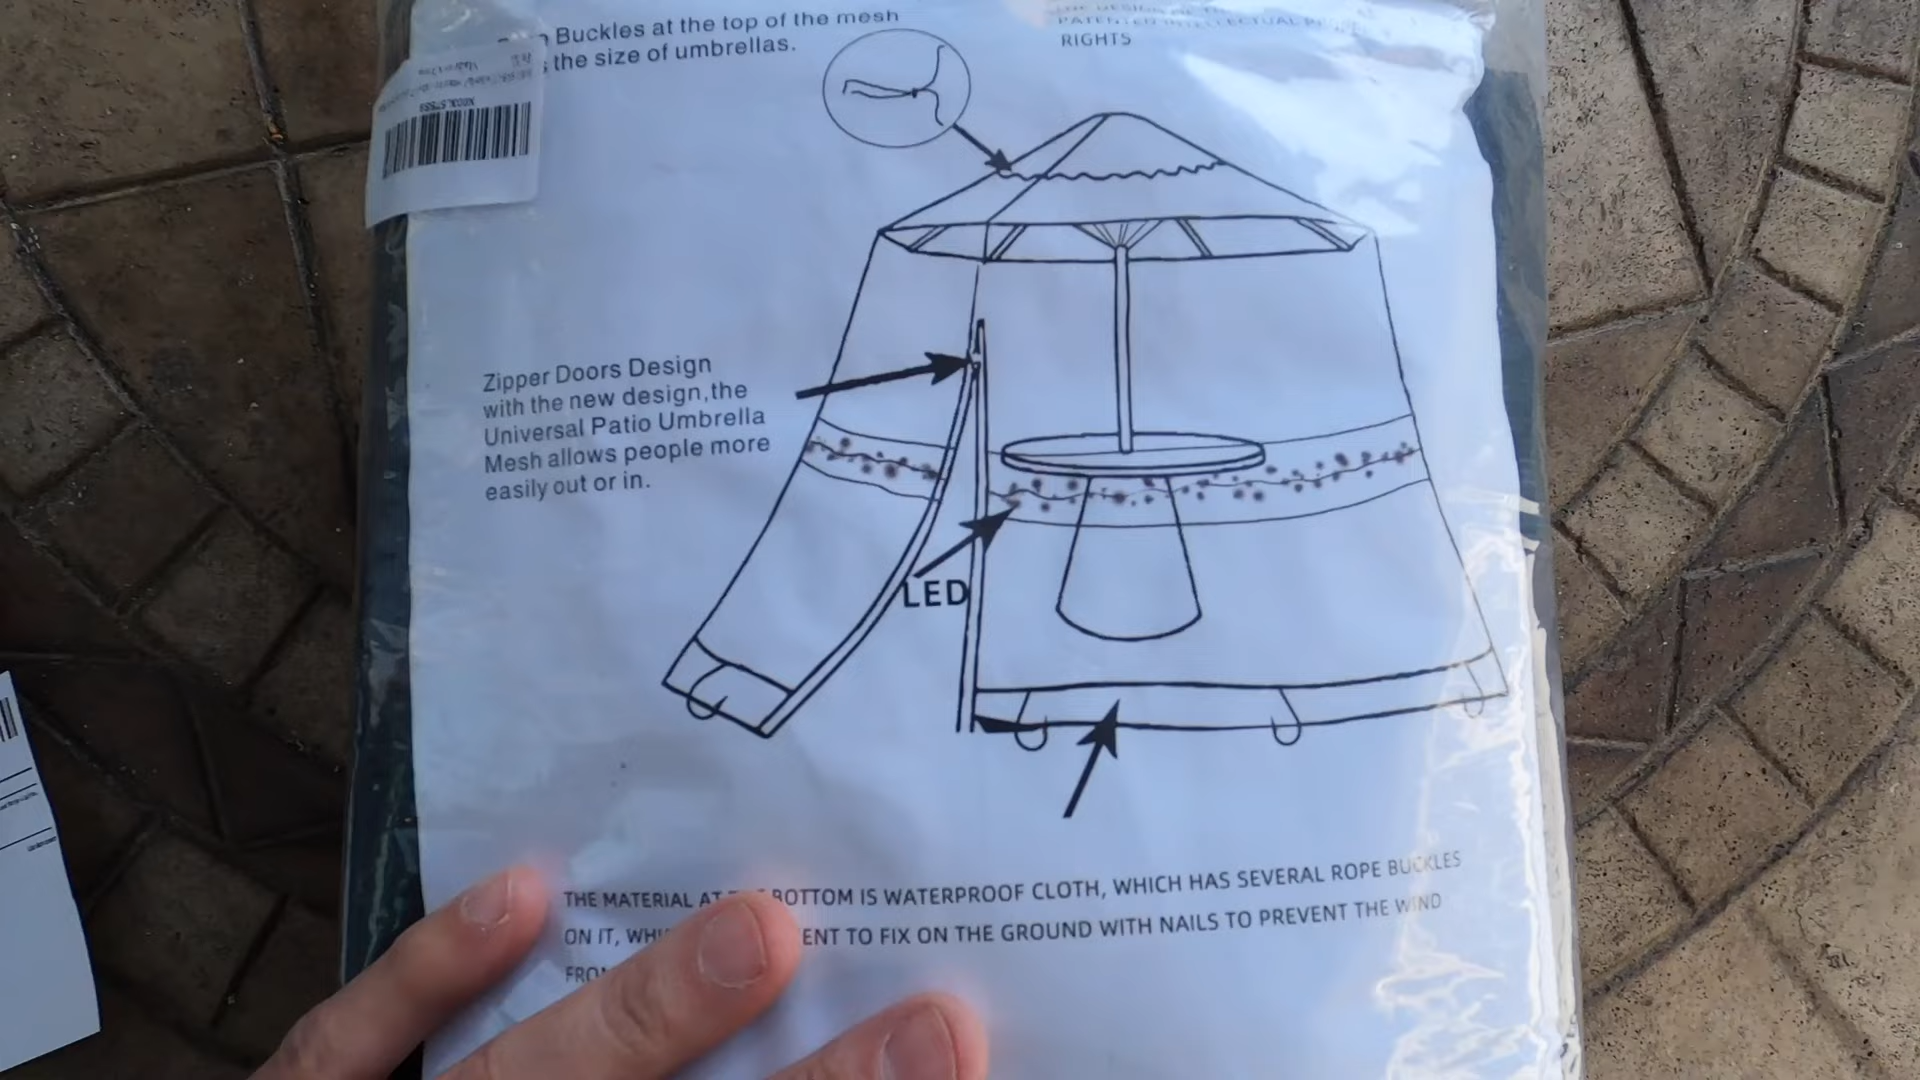 Buckles at the top of the mesh
the size of umbrellas.
PATENTED INTELLECTUAL
RIGHTS
Zipper Doors Design
with the new design,the
Universal Patio Umbrella
Mesh allows people more
easily out or in.
LED
THE MATERIAL AT BOTTOM IS WATERPROOF CLOTH, WHICH HAS SEVERAL ROPE BUCKLES
ON IT, ENT TO FIX ON THE GROUND WITH NAILS TO PREVENT THE WIND